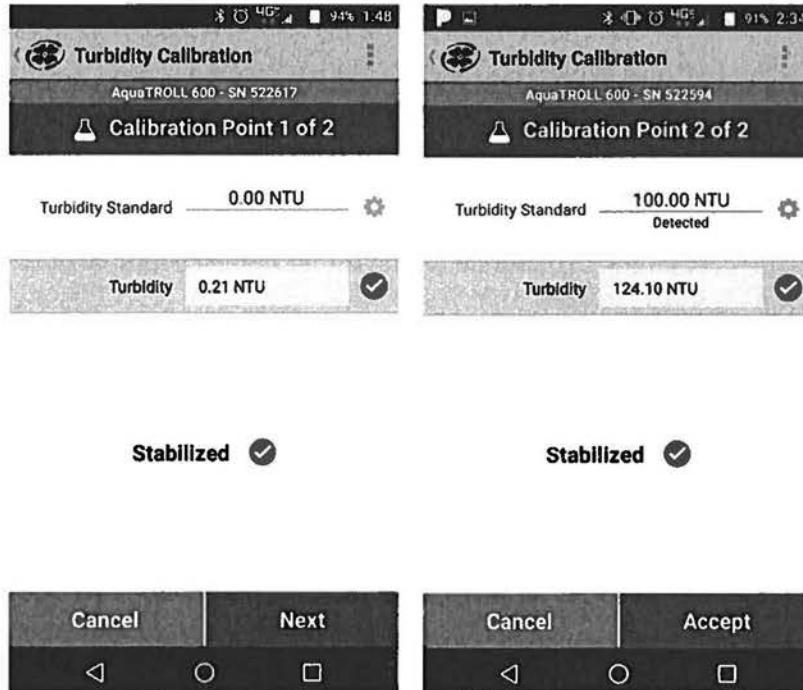 4G 94% 1:48
Turbidity Calibration
AquaTROLL 600 - SN 522617
Calibration Point 1 of 2
Turbidity Standard 0.00 NTU
Turbidity 0.21 NTU
Stabilized
Cancel Next
4G 91%
Turbidity Calibration
AquaTROLL 600 - SN 522594
Calibration Point 2 of 2
Turbidity Standard 100.00 NTU
Detected
Turbidity 124.10 NTU
Stabilized
Cancel Accept